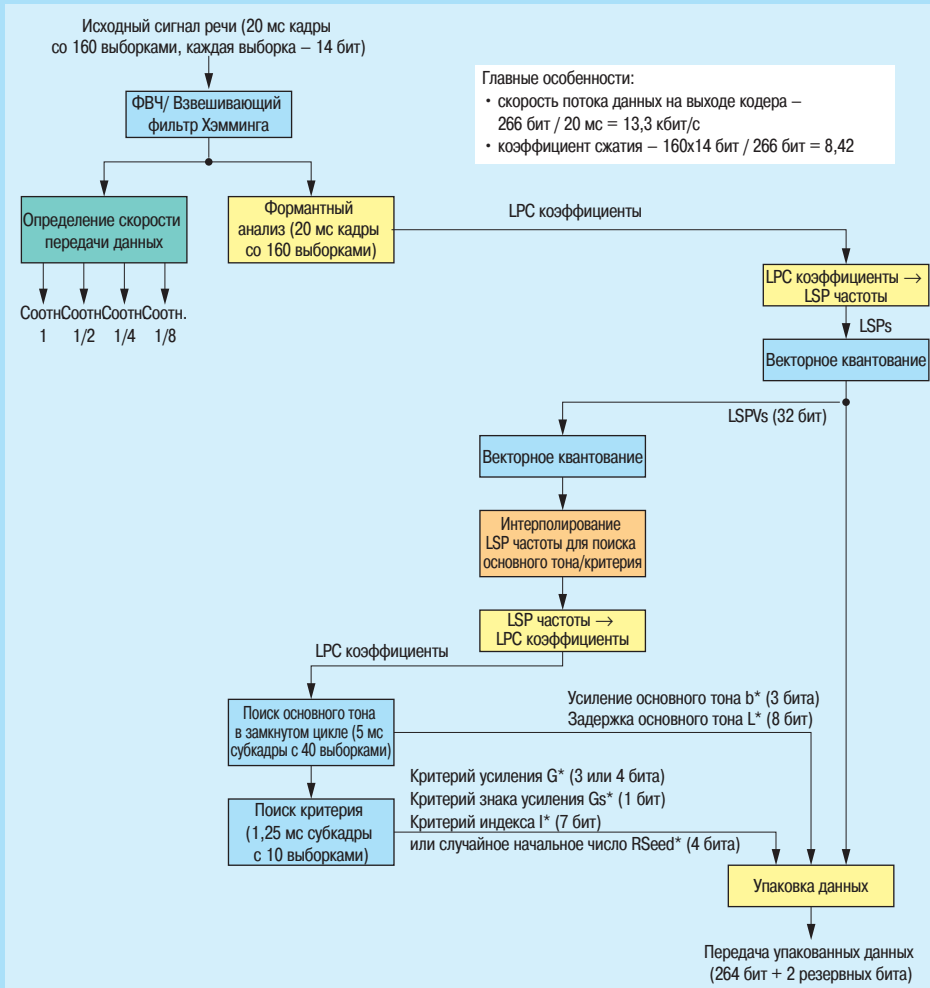 Исходный сигнал речи (20 мс кадры
со 160 выборками, каждая выборка – 14 бит)
ФВЧ/ Взвешивающий
фильтр Хэмминга
Главные особенности:
• скорость потока данных на выходе кодера –
266 бит / 20 мс = 13,3 кбит/с
• коэффициент сжатия – 160x14 бит / 266 бит = 8,42
Определение скорости
передачи данных
Формантный
анализ (20 мс кадры
со 160 выборками)
LPC коэффициенты
LPC коэффициенты →
LSP частоты
Соотн Соотн Соотн Соотн.
1 1/2 1/4 1/8
LSPs
Векторное квантование
LSPVs (32 бит)
Векторное квантование
Интерполирование
LSP частоты для поиска
основного тона/критерия
LSP частоты →
LPC коэффициенты
LPC коэффициенты
Поиск основного тона
в замкнутом цикле (5 мс
субкадры с 40 выборками)
Усиление основного тона b* (3 бита)
Задержка основного тона L* (8 бит)
Поиск критерия
(1,25 мс субкадры
с 10 выборками)
Критерий усиления G* (3 или 4 бита)
Критерий знака усиления Gs* (1 бит)
Критерий индекса I* (7 бит)
или случайное начальное число RSeed* (4 бита)
Упаковка данных
Передача упакованных данных
(264 бит + 2 резервных бита)